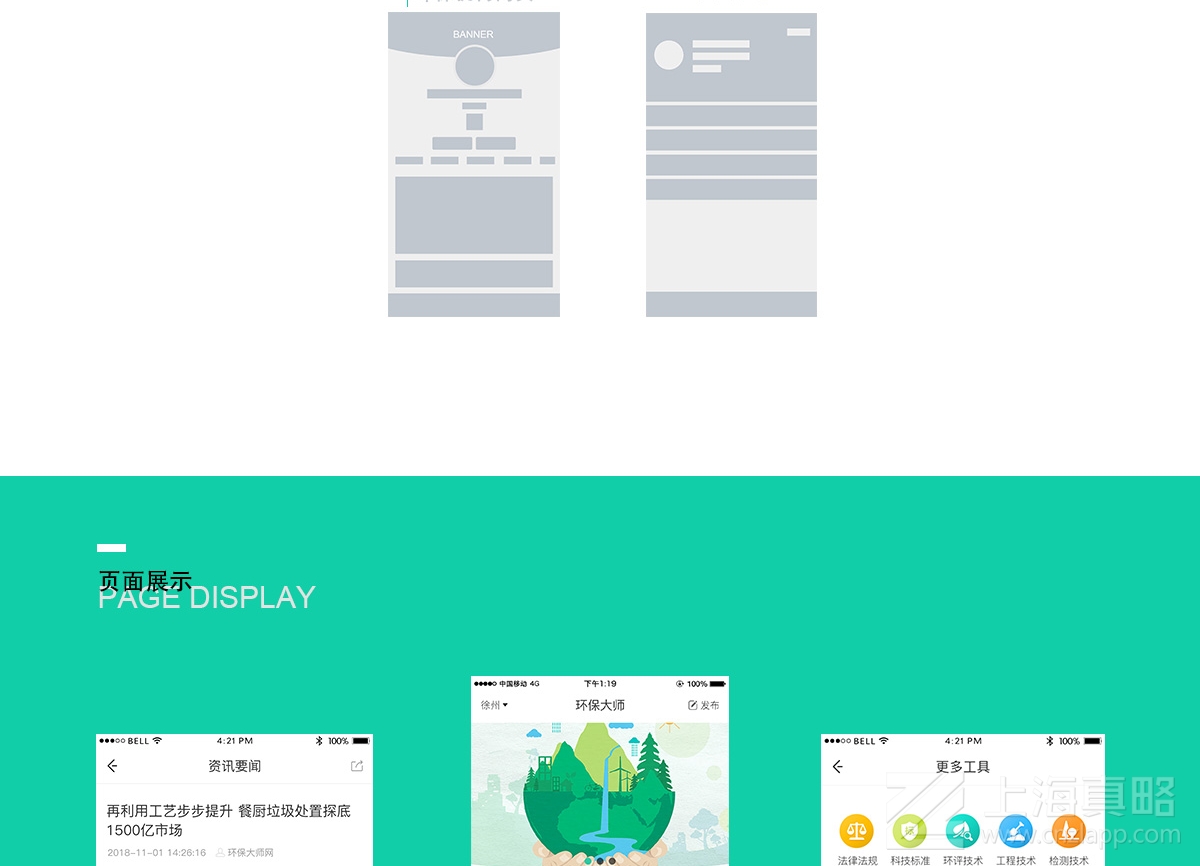 BANNER
页面展示
PAGE DISPLAY
中国移动 4G
下午1:19
100%
徐州
环保大师
发布
BELL
4:21 PM
100%
资讯要闻
再利用工艺步步提升 餐厨垃圾处置探底
1500亿市场
2018-11-01 14:26:16 环保大师网
BELL
4:21 PM
100%
更多工具
法律法规 科技标准 环评技术 工程技术 检测技术
上海真略